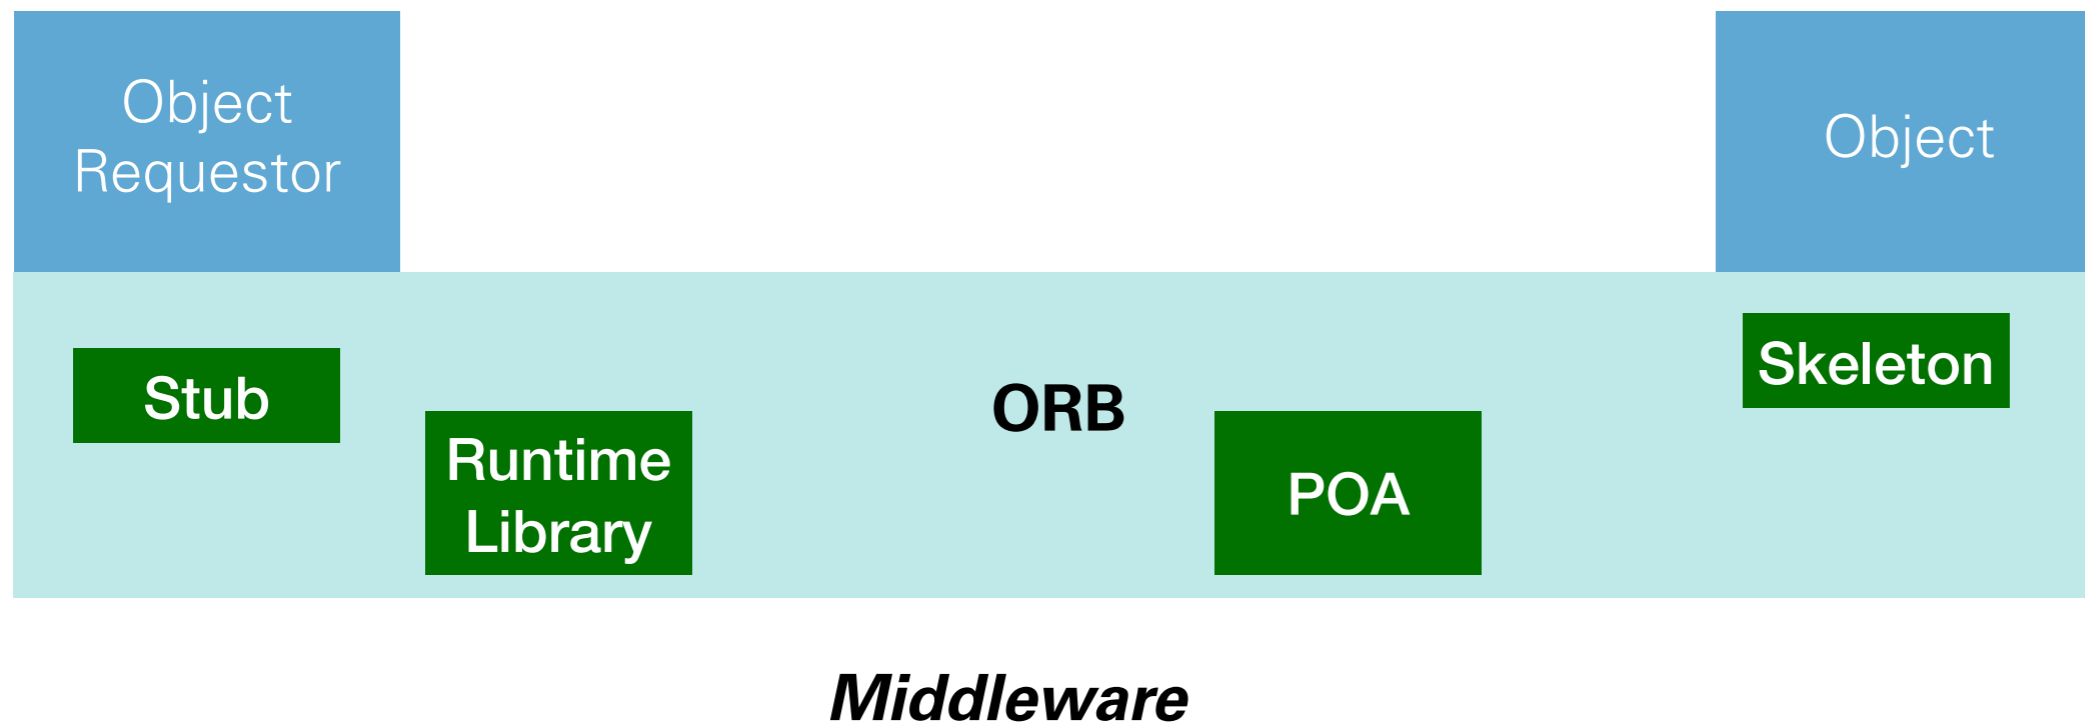 Object
Requestor
Object
Stub
Runtime
Library
ORB
POA
Skeleton
Middleware